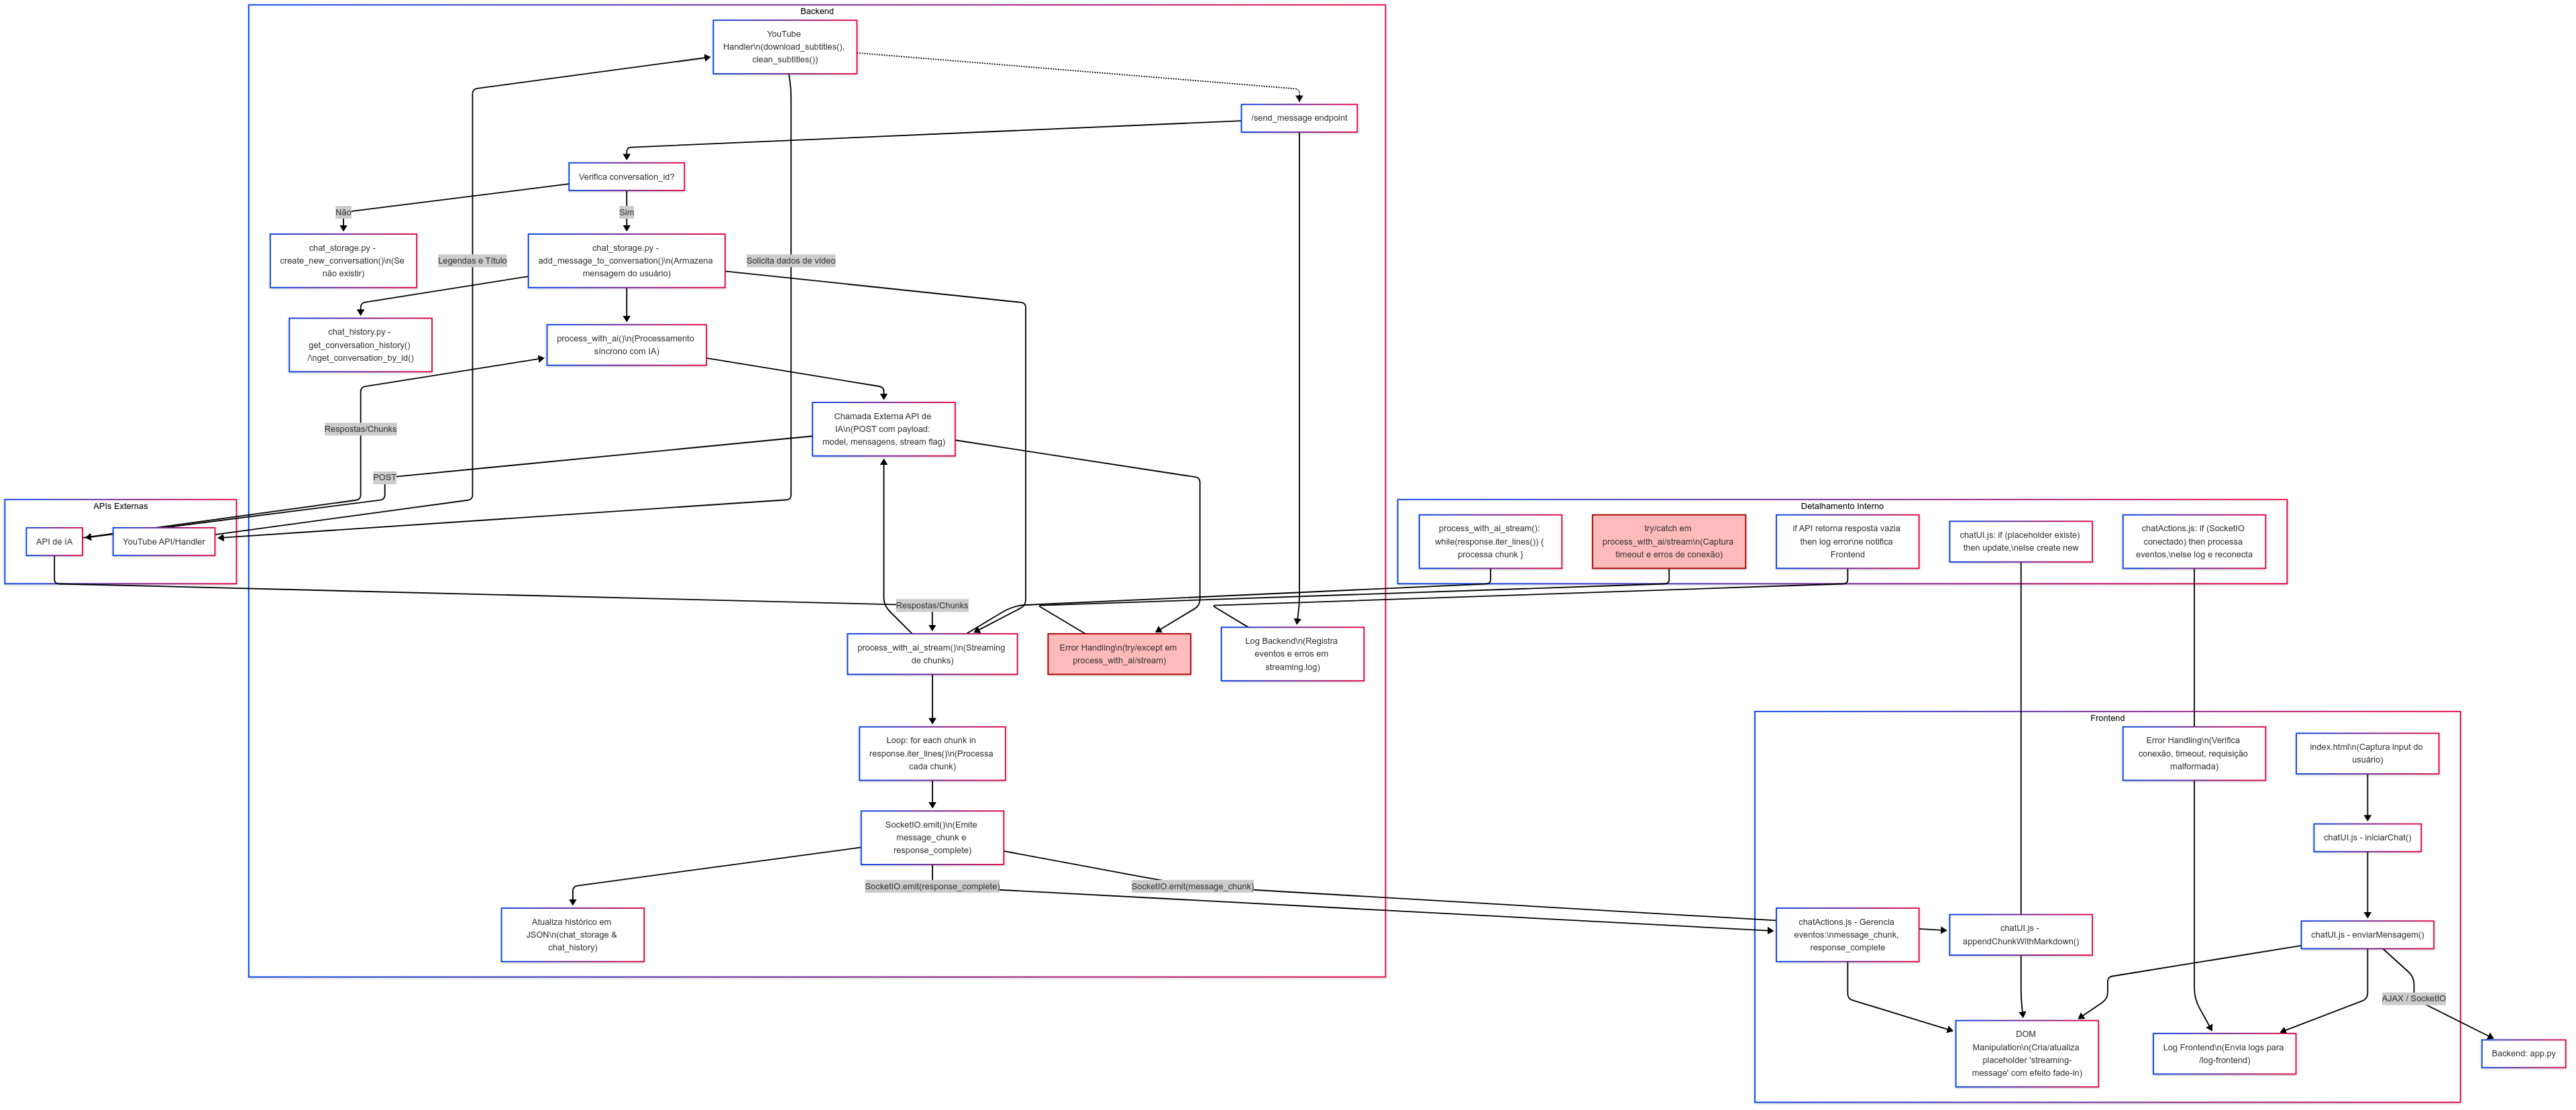 Backend
YouTube
Handler\n(download_subtitles(),
clean_subtitles())
/send_message endpoint
Verifica conversation_id?
Não
Sim
chat_storage.py -
create_new_conversation()\n(Se
não existir)
chat_storage.py -
add_message_to_conversation()\n(Armazena
mensagem do usuário)
Legendas e Título
Solicita dados de vídeo
chat_history.py -
get_conversation_history()
/\nget_conversation_by_id()
process_with_ai()\n(Processamento
síncrono com IA)
Respostas/Chunks
Chamada Externa API de
IA\n(POST com payload:
model, mensagens, stream flag)
POST
APIs Externas
API de IA
YouTube API/Handler
Detalhamento Interno
process_with_ai_stream():
while(response.iter_lines()) {
processa chunk }
try/catch em
process_with_ai/stream\n(Captura
timeout e erros de conexão)
if API retorna resposta vazia
then log error\ne notifica
Frontend
chatUI.js: if (placeholder existe)
then update,\nelse create new
chatActions.js: if (SocketIO
conectado) then processa
eventos,\nelse log e reconecta
Respostas/Chunks
process_with_ai_stream()\n(Streaming
de chunks)
Error Handling\n(try/except em
process_with_ai/stream)
Log Backend\n(Registra
eventos e erros em
streaming.log)
Loop: for each chunk in
response.iter_lines()\n(Processa
cada chunk)
SocketIO.emit()\n(Emite
message_chunk e
response_complete)
SocketIO.emit(response_complete)
SocketIO.emit(message_chunk)
Atualiza histórico em
JSON\n(chat_storage &
chat_history)
Frontend
Error Handling\n(Verifica
conexão, timeout, requisição
malformada)
index.html\n(Captura input do
usuário)
chatUI.js - iniciarChat()
chatActions.js - Gerencia
eventos:\nmessage_chunk,
response_complete
chatUI.js -
appendChunkWithMarkdown()
chatUI.js - enviarMensagem()
AJAX / SocketIO
DOM
Manipulation\n(Cria/atualiza
placeholder 'streaming-
message' com efeito fade-in)
Log Frontend\n(Envia logs para
/log-frontend)
Backend: app.py